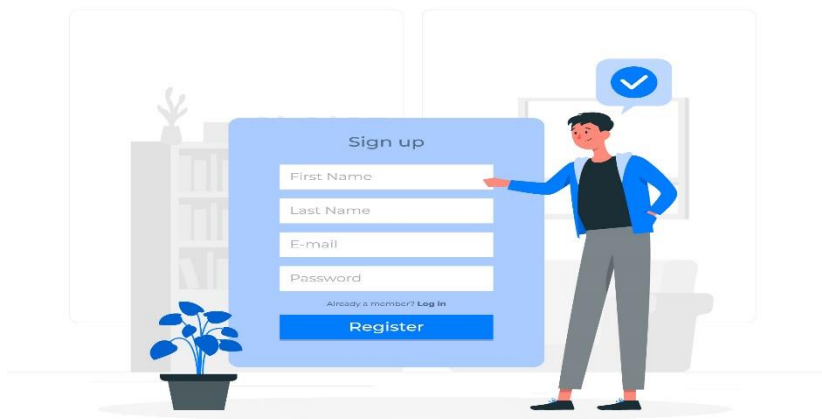 Sign up
First Name
Last Name
E-mail
Password
Already a member? Log in
Register